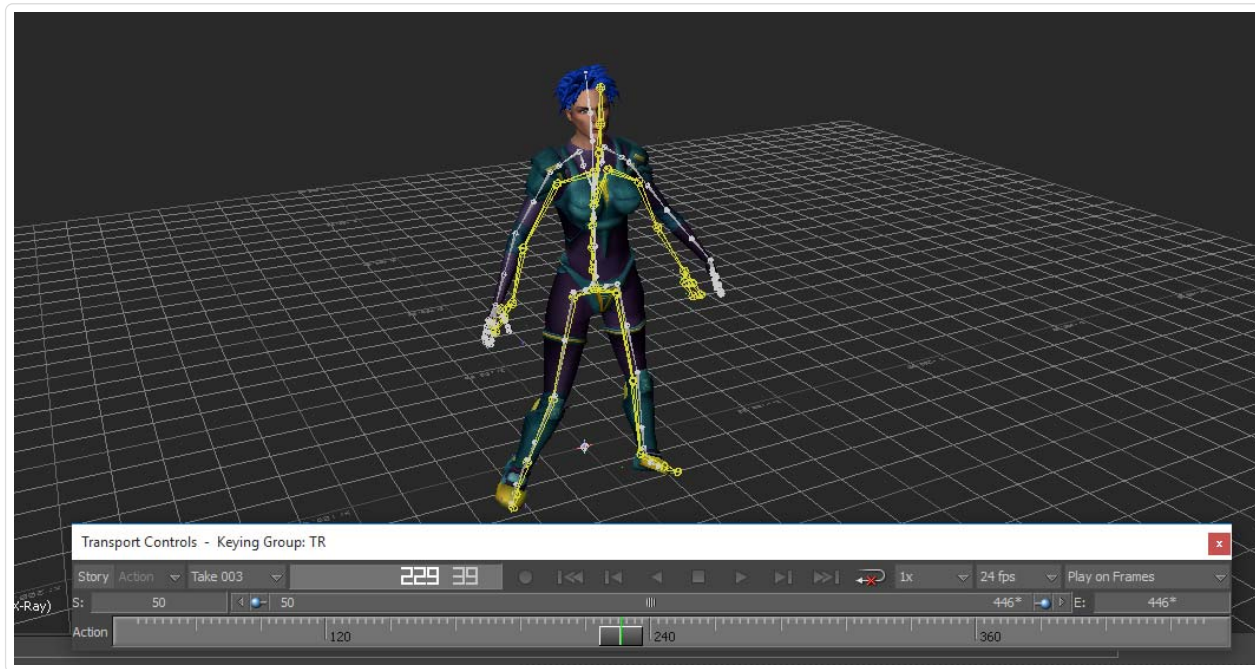 X-Ray)
Transport Controls - Keying Group: TR
x
Story Action Take 003 229 39 1x 24 fps Play on Frames
S: 50 50 446* E: 446*
Action 120 240 360